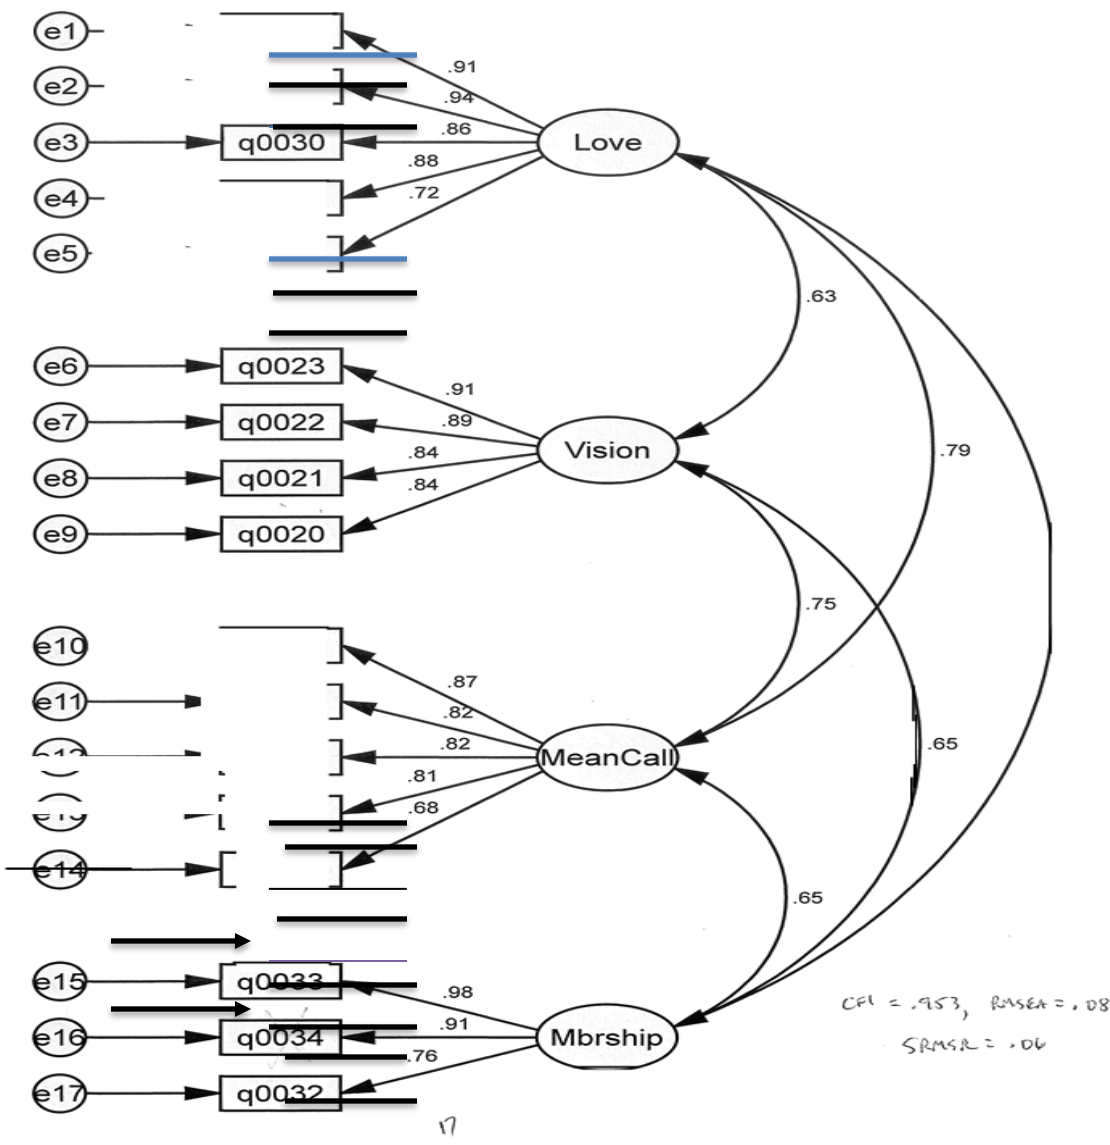 e1
.91
e2
.94
e3 q0030 .86 Love
.88
e4 .72
e5
.63
e6 q0023
.91
e7 q0022 .89
Vision .79
e8 q0021 .84
.84
e9 q0020
.75
e10
.87
e11 .82
.82 .65
MeanCall
.81
.68
e14
.65
e15 q0033 .98
CFI = .953, RMSEA = .08
e16 q0034 .91 Mbrship
SRMSR = .06
.76
e17 q0032
17